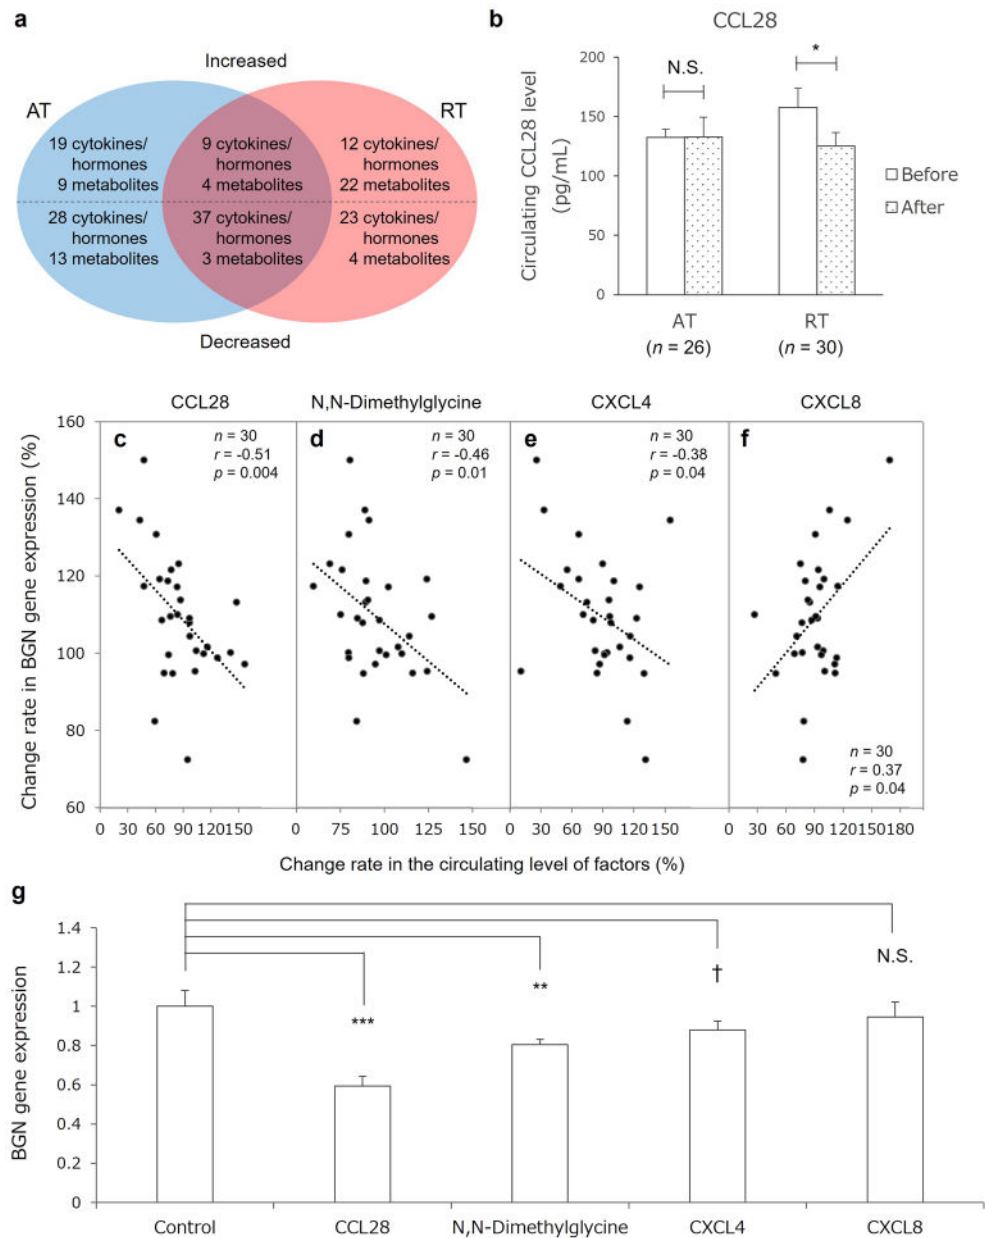 a
Increased
AT
RT
19 cytokines/
hormones
9 metabolites
9 cytokines/
hormones
4 metabolites
12 cytokines/
hormones
22 metabolites
28 cytokines/
hormones
13 metabolites
37 cytokines/
hormones
3 metabolites
23 cytokines/
hormones
4 metabolites
Decreased
b
CCL28
Circulating CCL28 level
(pg/mL)
200
150
100
50
0
N.S.
*
Before
After
AT
(n = 26)
RT
(n = 30)
Change rate in BGN gene expression (%)
160
140
120
100
80
60
CCL28
c
n = 30
r = -0.51
p = 0.004
0 30 60 90 120 150
N,N-Dimethylglycine
d
n = 30
r = -0.46
p = 0.01
0 75 100 125 150
CXCL4
e
n = 30
r = -0.38
p = 0.04
0 30 60 90 120 150
CXCL8
f
n = 30
r = 0.37
p = 0.04
0 30 60 90 120 150 180
Change rate in the circulating level of factors (%)
g
BGN gene expression
1.4
1.2
1
0.8
0.6
0.4
0.2
0
***
**
†
N.S.
Control
CCL28
N,N-Dimethylglycine
CXCL4
CXCL8